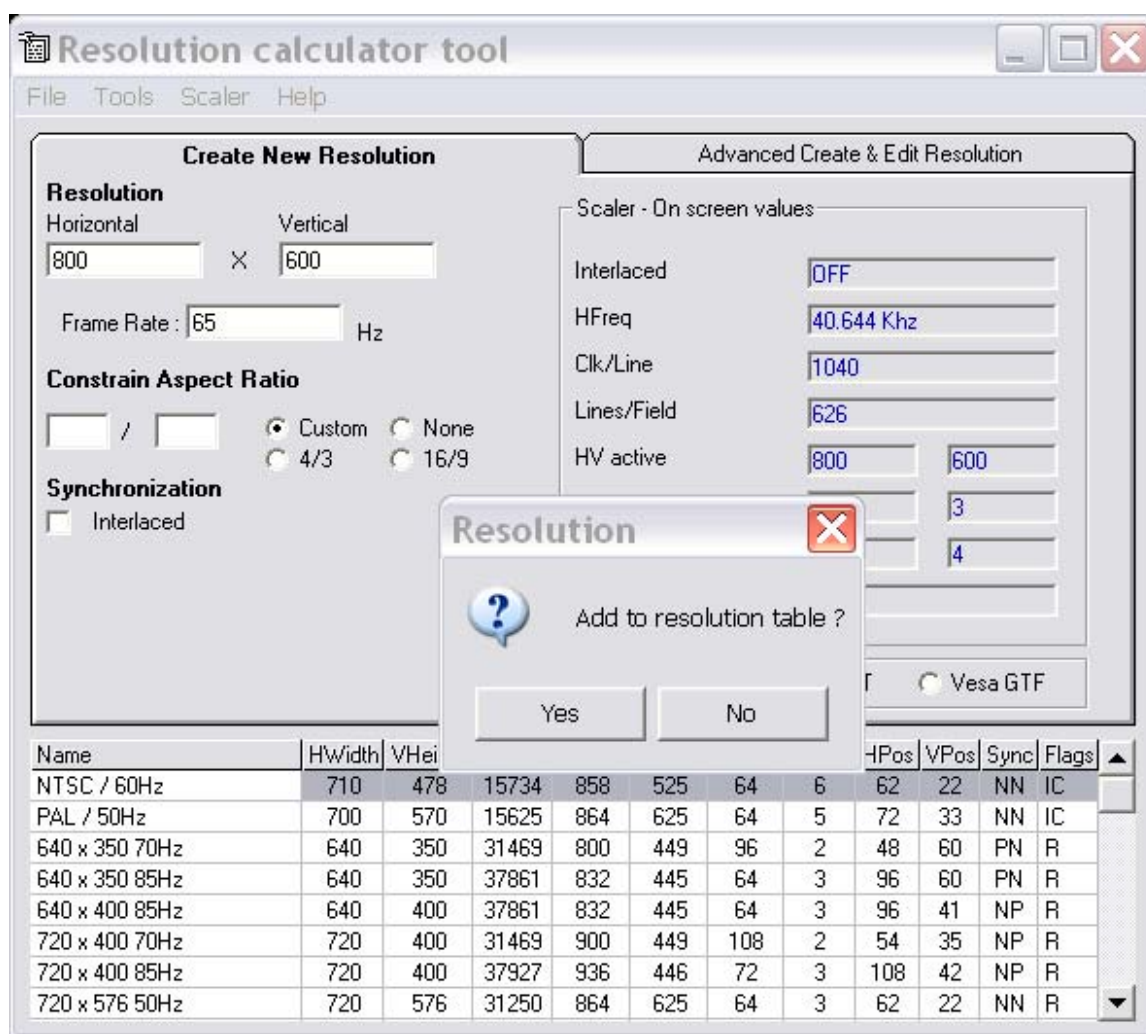 Resolution calculator tool
File Tools Scaler Help
Create New Resolution
Advanced Create & Edit Resolution
Resolution
Horizontal Vertical
800 X 600
Frame Rate : 65 Hz
Constrain Aspect Ratio
/ Custom None
4/3 16/9
Synchronization
Interlaced
Scaler - On screen values
Interlaced OFF
HFreq 40.644 Khz
Clk/Line 1040
Lines/Field 626
HV active 800 600
3
4
Vesa GTF
Resolution
Add to resolution table ?
Yes No
Name HWidth VHei HPos VPos Sync Flags
NTSC / 60Hz 710 478 15734 858 525 64 6 62 22 NN IC
PAL / 50Hz 700 570 15625 864 625 64 5 72 33 NN IC
640 x 350 70Hz 640 350 31469 800 449 96 2 48 60 PN R
640 x 350 85Hz 640 350 37861 832 445 64 3 96 60 PN R
640 x 400 85Hz 640 400 37861 832 445 64 3 96 41 NP R
720 x 400 70Hz 720 400 31469 900 449 108 2 54 35 NP R
720 x 400 85Hz 720 400 37927 936 446 72 3 108 42 NP R
720 x 576 50Hz 720 576 31250 864 625 64 3 62 22 NN R